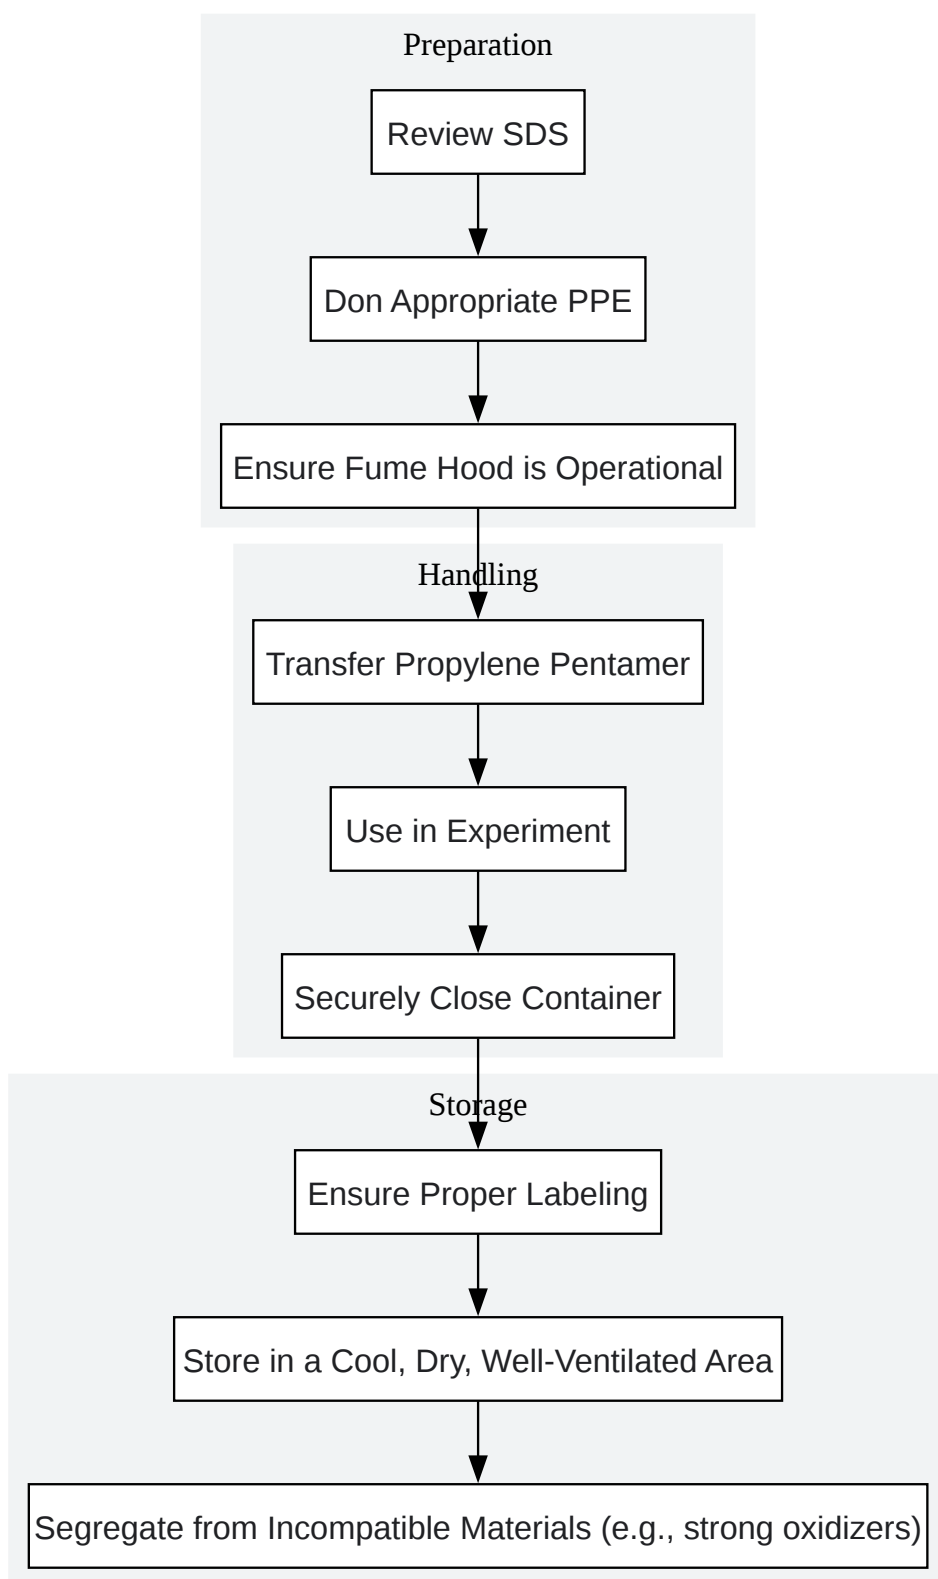 Preparation
Review SDS
Don Appropriate PPE
Ensure Fume Hood is Operational
Handling
Transfer Propylene Pentamer
Use in Experiment
Securely Close Container
Storage
Ensure Proper Labeling
Store in a Cool, Dry, Well-Ventilated Area
Segregate from Incompatible Materials (e.g., strong oxidizers)